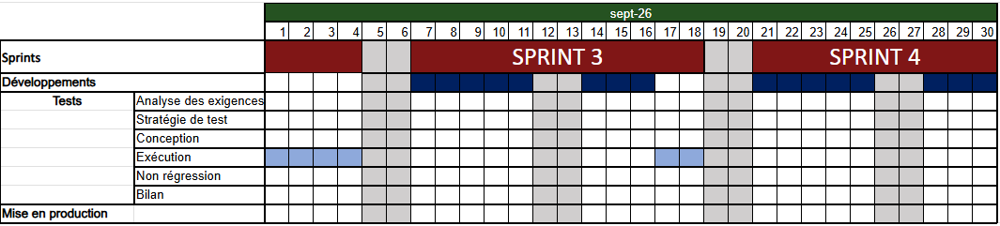 sept-26
1 2 3 4 5 6 7 8 9 10 11 12 13 14 15 16 17 18 19 20 21 22 23 24 25 26 27 28 29 30
Sprints SPRINT 3 SPRINT 4
Développements
Tests Analyse des exigences
Stratégie de test
Conception
Exécution
Non régression
Bilan
Mise en production